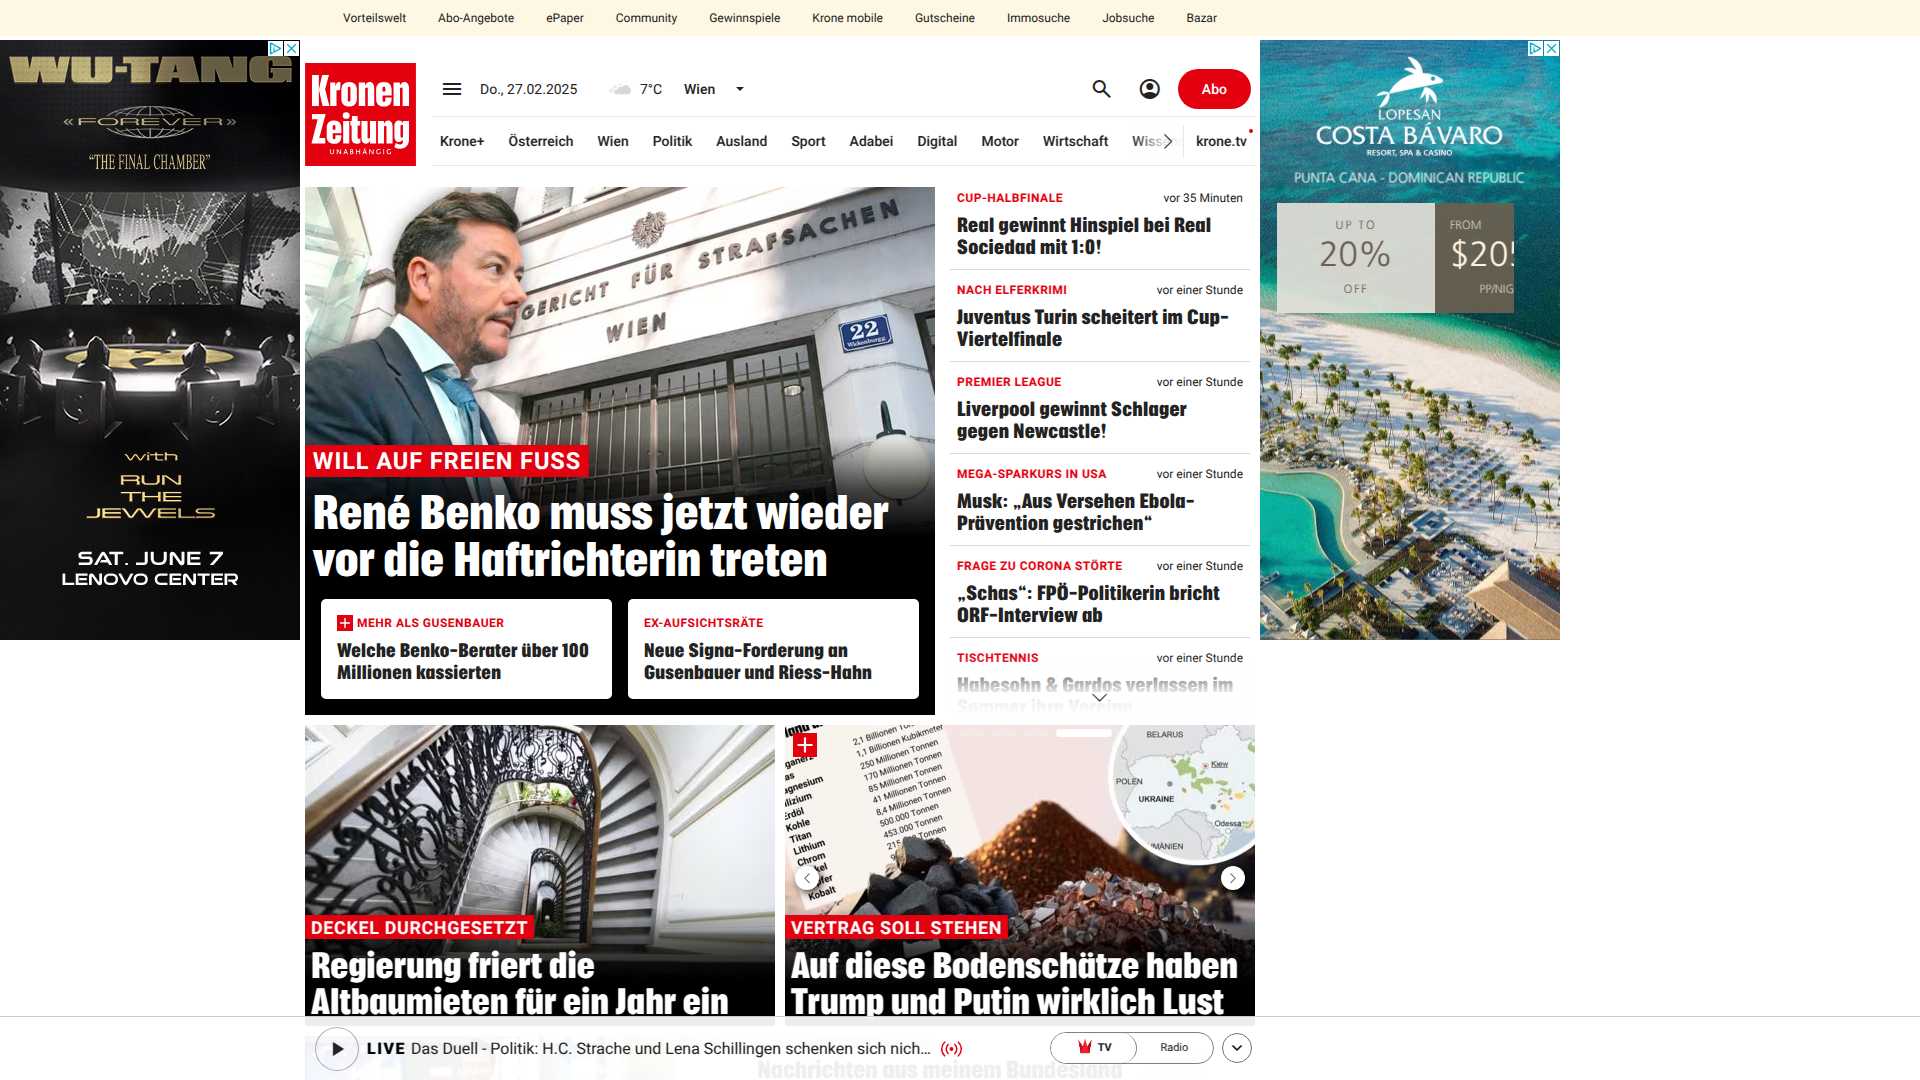 Vorteilswelt Abo-Angebote ePaper Community Gewinnspiele Krone mobile Gutscheine Immosuche Jobsuche Bazar
WU-TANG
«FOREVER»
"THE FINAL CHAMBER"
with
RUN
THE
JEWELS
SAT. JUNE 7
LENOVO CENTER
Kronen
Zeitung
UNABHÄNGIG
Do., 27.02.2025 7°C Wien
Abo
Krone+ Österreich Wien Politik Ausland Sport Adabei Digital Motor Wirtschaft krone.tv
GERICHT FÜR STRAFSACHEN
WIEN
22
Wickenburgg
WILL AUF FREIEN FUSS
René Benko muss jetzt wieder
vor die Haftrichterin treten
MEHR ALS GUSENBAUER
Welche Benko-Berater über 100
Millionen kassierten
EX-AUFSICHTSRÄTE
Neue Signa-Forderung an
Gusenbauer und Riess-Hahn
CUP-HALBFINALE vor 35 Minuten
Real gewinnt Hinspiel bei Real
Sociedad mit 1:0!
NACH ELFERKRIMI vor einer Stunde
Juventus Turin scheitert im Cup-
Viertelfinale
PREMIER LEAGUE vor einer Stunde
Liverpool gewinnt Schlager
gegen Newcastle!
MEGA-SPARKURS IN USA vor einer Stunde
Musk: „Aus Versehen Ebola-
Prävention gestrichen“
FRAGE ZU CORONA STÖRTE vor einer Stunde
„Schas“: FPÖ-Politikerin bricht
ORF-Interview ab
TISCHTENNIS vor einer Stunde
Habesohn & Gardos verlassen im
Sommer ihre Vereine
LOPESAN
COSTA BÁVARO
RESORT, SPA & CASINO
PUNTA CANA - DOMINICAN REPUBLIC
UP TO
20%
OFF
FROM
$205
PP/NIG
DECKEL DURCHGESETZT
Regierung friert die
Altbaumieten für ein Jahr ein
2,1 Billionen
1,1 Billionen Kubikmeter
250 Millionen Tonnen
170 Millionen Tonnen
85 Millionen Tonnen
41 Millionen Tonnen
8,4 Millionen Tonnen
500.000 Tonnen
453.000 Tonnen
Erdöl
Kohle
Titan
Lithium
Chrom
Kobalt
BELARUS
Kiew
POLEN
UKRAINE
Odessa
VERTRAG SOLL STEHEN
Auf diese Bodenschätze haben
Trump und Putin wirklich Lust
LIVE Das Duell - Politik: H.C. Strache und Lena Schillingen schenken sich nich...
TV Radio
Nachrichten aus meinem Bundesland